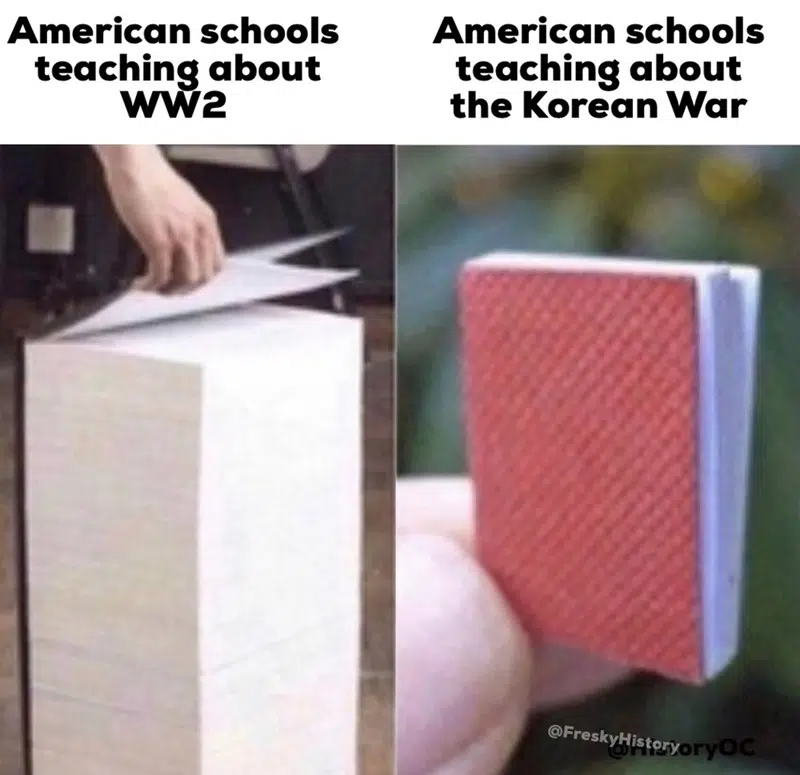 American schools
teaching about
WW2
American schools
teaching about
the Korean War
@FreskyHistory